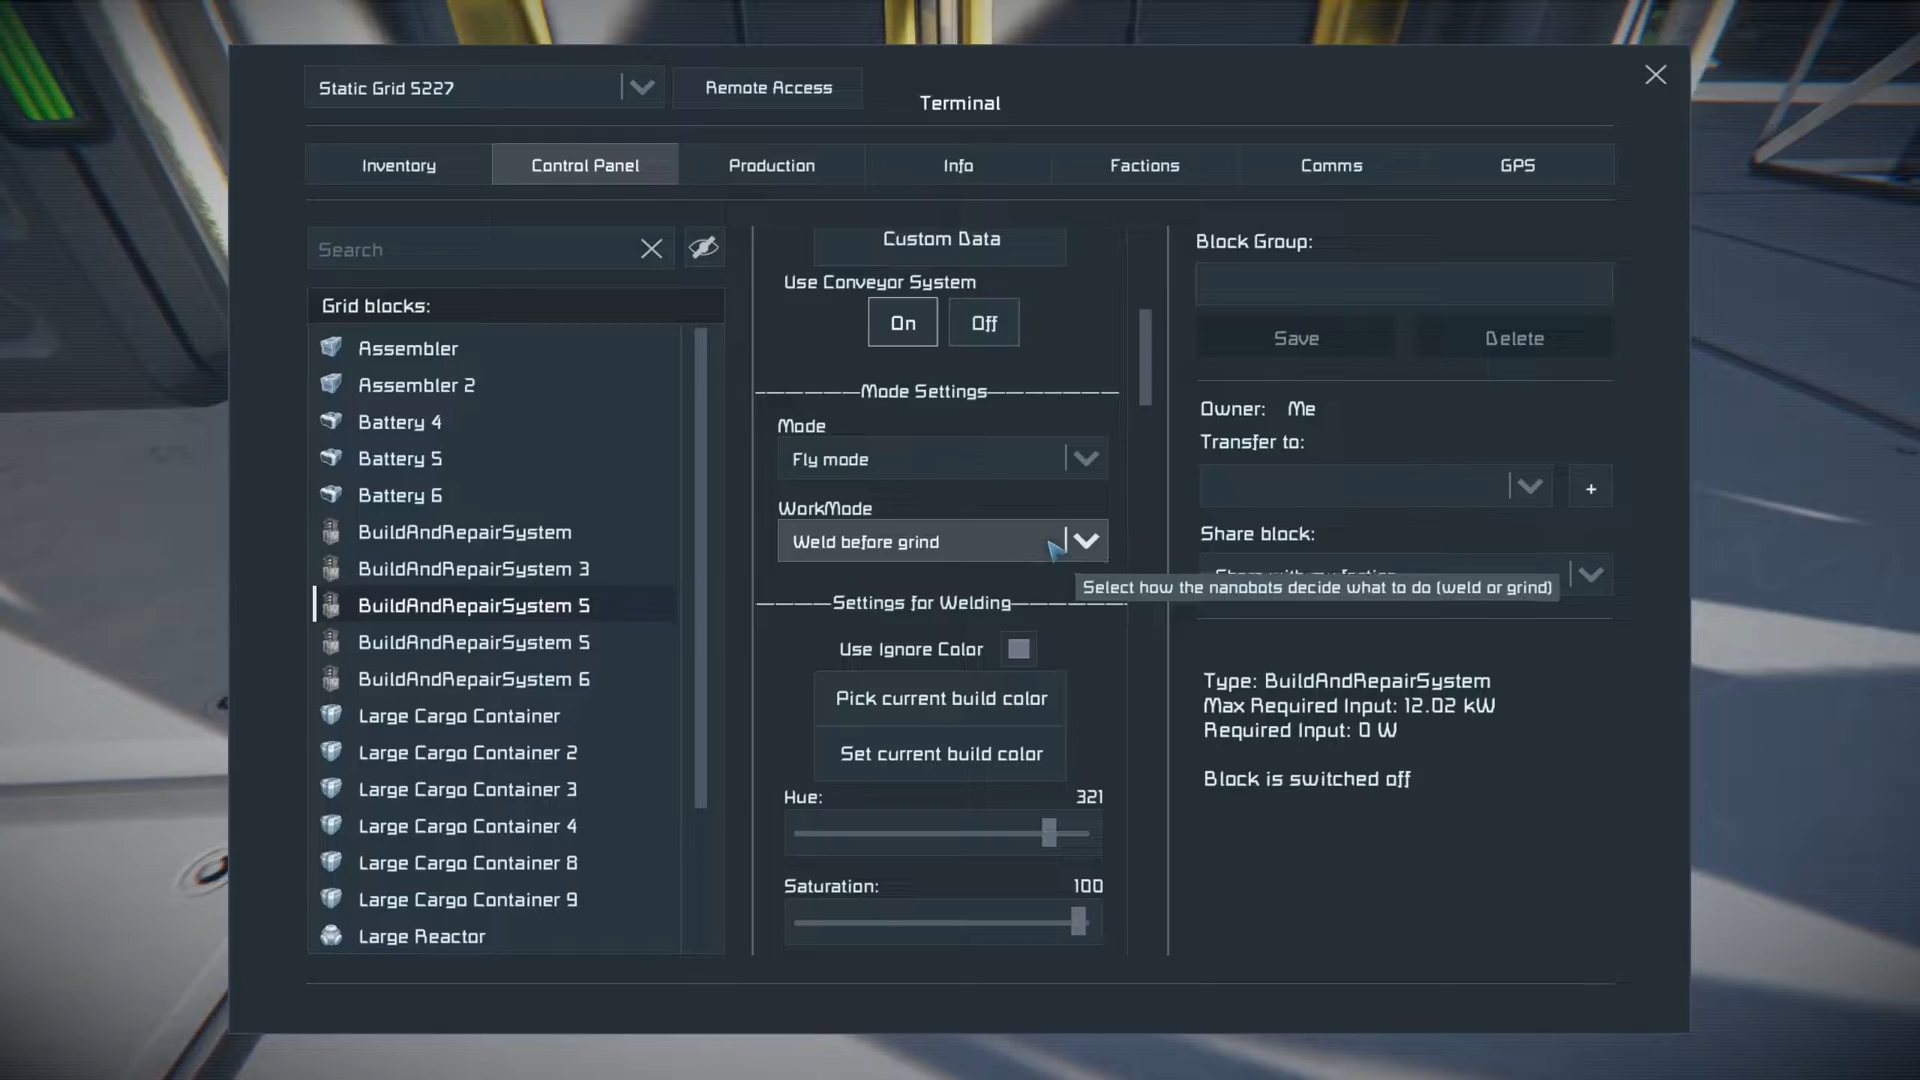 Static Grid 5227
Remote Access
Terminal
Inventory
Control Panel
Production
Info
Factions
Comms
GPS
Search
Grid blocks:
Assembler
Assembler 2
Battery 4
Battery 5
Battery 6
BuildAndRepairSystem
BuildAndRepairSystem 3
BuildAndRepairSystem 5
BuildAndRepairSystem 5
BuildAndRepairSystem 6
Large Cargo Container
Large Cargo Container 2
Large Cargo Container 3
Large Cargo Container 4
Large Cargo Container 8
Large Cargo Container 9
Large Reactor
Custom Data
Use Conveyor System
On
Off
Mode Settings
Mode
Fly mode
WorkMode
Weld before grind
Select how the nanobots decide what to do (weld or grind)
Settings for Welding
Use Ignore Color
Pick current build color
Set current build color
Hue: 321
Saturation: 100
Block Group:
Save
Delete
Owner: Me
Transfer to:
+
Share block:
Type: BuildAndRepairSystem
Max Required Input: 12.02 kW
Required Input: 0 W
Block is switched off